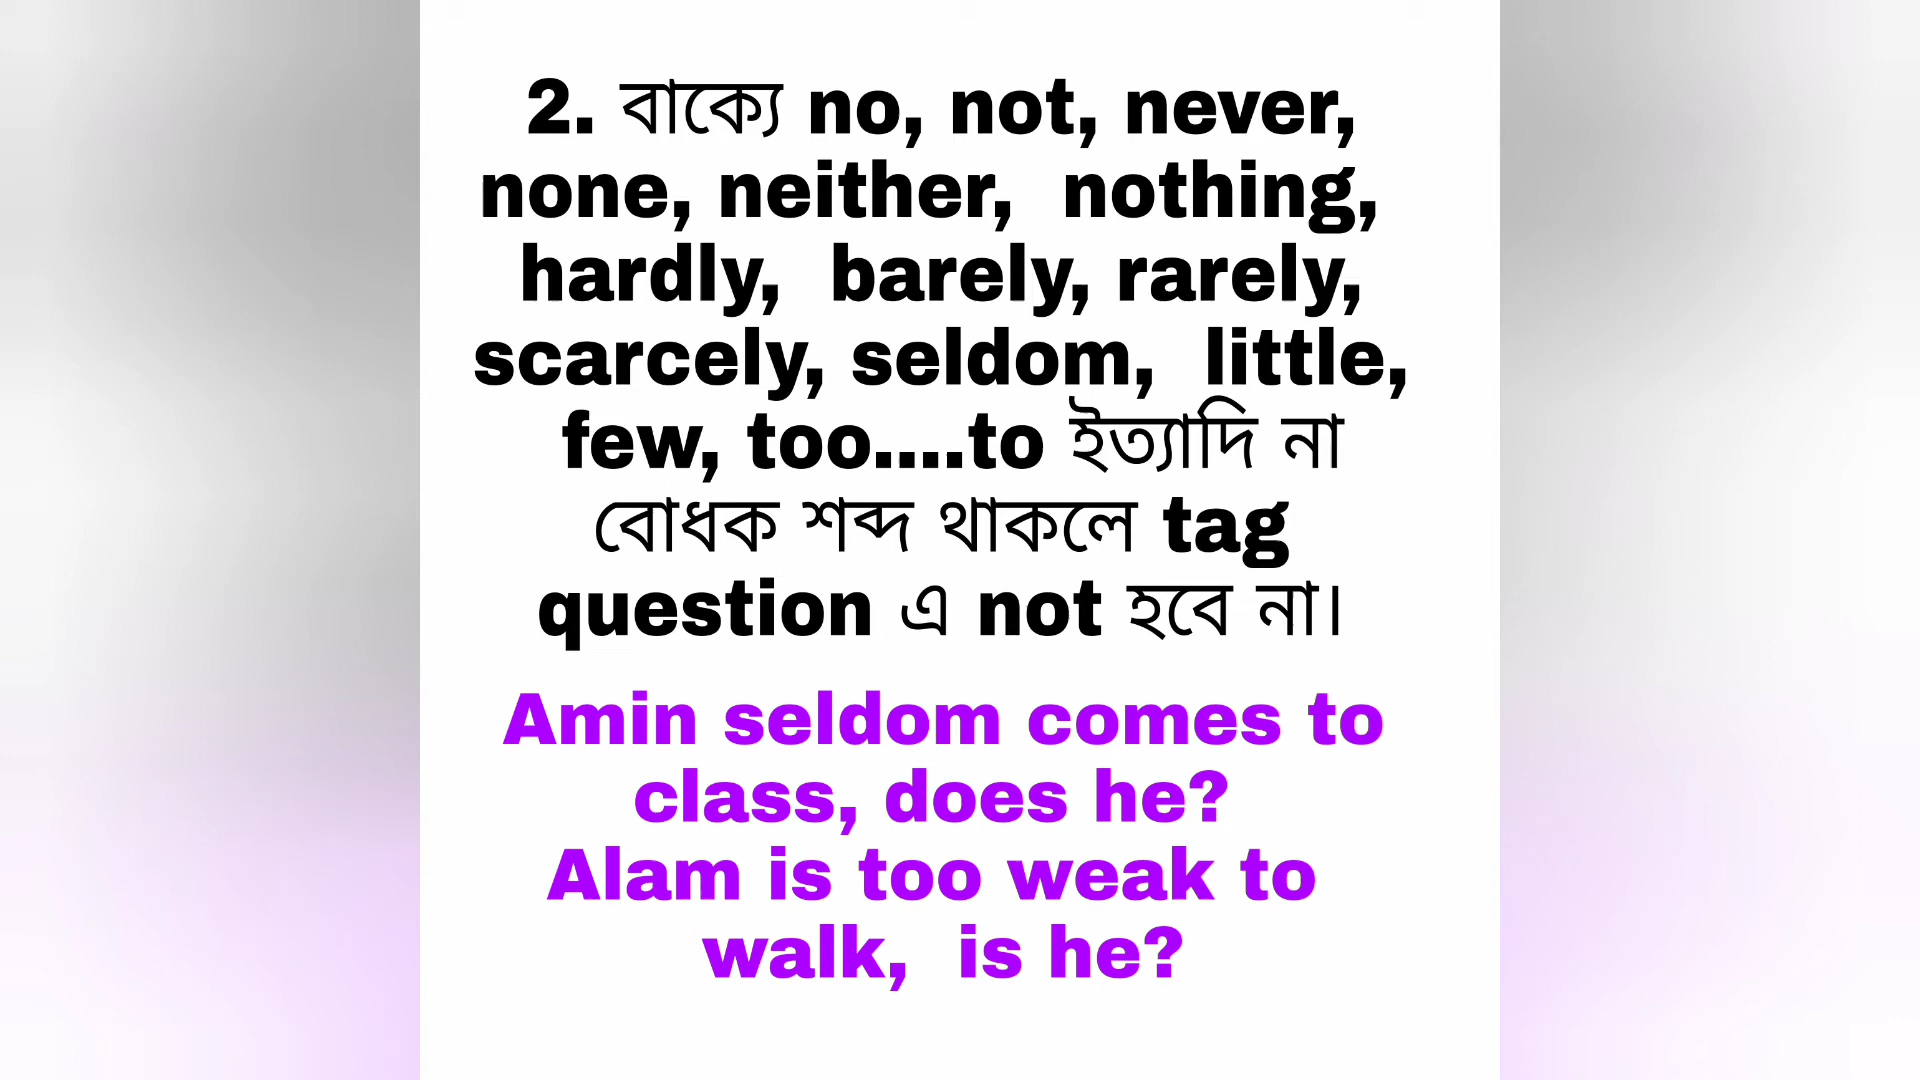 2. বাক্যে no, not, never,
none, neither, nothing,
hardly, barely, rarely,
scarcely, seldom, little,
few, too....to ইত্যাদি না
বোধক শব্দ থাকলে tag
question এ not হবে না।
Amin seldom comes to
class, does he?
Alam is too weak to
walk, is he?